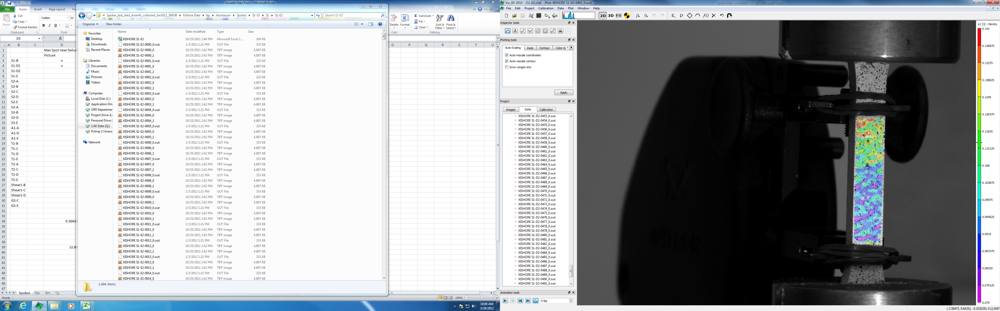 Ananth Data Toss - Microsoft Excel
File Home Insert Page Layout
Cut
Copy
Format Painter
Paste
Clipboard
Calibri 11
B I U
Font
AutoSum
Fill
Clear
Delete Format
Sort & Filter
Find & Select
Cells Editing
D5
A B C D O P Q R S T U
1 Max Spot near failu
2 Picture
3 S1-B x
4 S1-D1 x
5 S1-D2
6 S1-E
7 S2-A
8 S2-B
9 S2-C
10 S2-D
11 S2-E
12 S3-A
13 S3-B
14 S3-D
15 S3-E
16 A1-A
17 A1-D
18 A1-E
19 T1-B
20 T1-C
21 T1-D
22 T1-E
23 T2-A
24 T2-C
25 T2-D
26 T2-E
27 Shear1-B
28 Shear1-C
29 Shear1-D
30 G5-C
31 G5-E
32
33
34 0.3043
35
36
37
38
39 12.8
40
41
42
43
44
45
46
47
Spokes Disc Rim
Ready
100%
« Spokes_test_data_Ananth_collected_Jan2012_300GB Kishore Data try Aluminum Spokes S1-S3 S1 S1-E2
Search S1-E2
Organize New folder
Favorites
Desktop
Downloads
Recent Places
Libraries
Documents
Music
Pictures
Videos
Computer
Local Disk (C:)
Application Driv
OR5 Departmer
Project Drive (L:
Personal Drive (
CAE Data (Q:)
Pctmp (\\hraos
Network
Name Date modified Type Size
KISHORE S1-E2 10/25/2011 2:46 PM Microsoft Excel C... 104 KB
KISHORE S1-E2-0000_0.out 1/3/2012 1:21 PM OUT File 333 KB
KISHORE S1-E2-0000_0 10/25/2011 2:42 PM TIFF image 4,897 KB
KISHORE S1-E2-0000_1 10/25/2011 2:42 PM TIFF image 4,897 KB
KISHORE S1-E2-0001_0.out 1/3/2012 1:21 PM OUT File 333 KB
KISHORE S1-E2-0001_0 10/25/2011 2:42 PM TIFF image 4,897 KB
KISHORE S1-E2-0001_1 10/25/2011 2:42 PM TIFF image 4,897 KB
KISHORE S1-E2-0002_0.out 1/3/2012 1:21 PM OUT File 333 KB
KISHORE S1-E2-0002_0 10/25/2011 2:42 PM TIFF image 4,897 KB
KISHORE S1-E2-0002_1 10/25/2011 2:42 PM TIFF image 4,897 KB
KISHORE S1-E2-0003_0.out 1/3/2012 1:21 PM OUT File 333 KB
KISHORE S1-E2-0003_0 10/25/2011 2:42 PM TIFF image 4,897 KB
KISHORE S1-E2-0003_1 10/25/2011 2:42 PM TIFF image 4,897 KB
KISHORE S1-E2-0004_0.out 1/3/2012 1:21 PM OUT File 333 KB
KISHORE S1-E2-0004_0 10/25/2011 2:42 PM TIFF image 4,897 KB
KISHORE S1-E2-0004_1 10/25/2011 2:42 PM TIFF image 4,897 KB
KISHORE S1-E2-0005_0.out 1/3/2012 1:21 PM OUT File 333 KB
KISHORE S1-E2-0005_0 10/25/2011 2:42 PM TIFF image 4,897 KB
KISHORE S1-E2-0005_1 10/25/2011 2:42 PM TIFF image 4,897 KB
KISHORE S1-E2-0006_0.out 1/3/2012 1:21 PM OUT File 333 KB
KISHORE S1-E2-0006_0 10/25/2011 2:42 PM TIFF image 4,897 KB
KISHORE S1-E2-0006_1 10/25/2011 2:42 PM TIFF image 4,897 KB
KISHORE S1-E2-0007_0.out 1/3/2012 1:21 PM OUT File 333 KB
KISHORE S1-E2-0007_0 10/25/2011 2:42 PM TIFF image 4,897 KB
KISHORE S1-E2-0007_1 10/25/2011 2:42 PM TIFF image 4,897 KB
KISHORE S1-E2-0008_0.out 1/3/2012 1:21 PM OUT File 333 KB
KISHORE S1-E2-0008_0 10/25/2011 2:42 PM TIFF image 4,897 KB
KISHORE S1-E2-0008_1 10/25/2011 2:42 PM TIFF image 4,897 KB
KISHORE S1-E2-0009_0.out 1/3/2012 1:21 PM OUT File 333 KB
KISHORE S1-E2-0009_0 10/25/2011 2:42 PM TIFF image 4,897 KB
KISHORE S1-E2-0009_1 10/25/2011 2:42 PM TIFF image 4,897 KB
KISHORE S1-E2-0010_0.out 1/3/2012 1:21 PM OUT File 333 KB
KISHORE S1-E2-0010_0 10/25/2011 2:42 PM TIFF image 4,897 KB
KISHORE S1-E2-0010_1 10/25/2011 2:42 PM TIFF image 4,897 KB
KISHORE S1-E2-0011_0.out 1/3/2012 1:21 PM OUT File 333 KB
KISHORE S1-E2-0011_0 10/25/2011 2:42 PM TIFF image 4,897 KB
KISHORE S1-E2-0011_1 10/25/2011 2:42 PM TIFF image 4,897 KB
KISHORE S1-E2-0012_0.out 1/3/2012 1:21 PM OUT File 333 KB
KISHORE S1-E2-0012_0 10/25/2011 2:42 PM TIFF image 4,897 KB
KISHORE S1-E2-0012_1 10/25/2011 2:42 PM TIFF image 4,897 KB
KISHORE S1-E2-0013_0.out 1/3/2012 1:21 PM OUT File 333 KB
KISHORE S1-E2-0013_0 10/25/2011 2:42 PM TIFF image 4,897 KB
KISHORE S1-E2-0013_1 10/25/2011 2:42 PM TIFF image 4,897 KB
KISHORE S1-E2-0014_0.out 1/3/2012 1:21 PM OUT File 333 KB
KISHORE S1-E2-0014_0 10/25/2011 2:42 PM TIFF image 4,897 KB
1,494 items
10:00 AM
3/29/2012
Vic-3D 2010 - (S1-D2.z3d) - [Plot: KISHORE S1-D2-0493_0.out]
File Edit Project Calibration Data Plot Window Help
2D 3D
Inspector tools
Plotting tools
Auto-Scaling Axes Contour Color m
Auto-rescale coordinates
Auto-rescale contour
Grow ranges only
Apply
Project
Images Data Calibration
KISHORE S1-D2-0453_0.out
KISHORE S1-D2-0454_0.out
KISHORE S1-D2-0455_0.out
KISHORE S1-D2-0456_0.out
KISHORE S1-D2-0457_0.out
KISHORE S1-D2-0458_0.out
KISHORE S1-D2-0459_0.out
KISHORE S1-D2-0460_0.out
KISHORE S1-D2-0461_0.out
KISHORE S1-D2-0462_0.out
KISHORE S1-D2-0463_0.out
KISHORE S1-D2-0464_0.out
KISHORE S1-D2-0465_0.out
KISHORE S1-D2-0466_0.out
KISHORE S1-D2-0467_0.out
KISHORE S1-D2-0468_0.out
KISHORE S1-D2-0469_0.out
KISHORE S1-D2-0470_0.out
KISHORE S1-D2-0471_0.out
KISHORE S1-D2-0472_0.out
KISHORE S1-D2-0473_0.out
KISHORE S1-D2-0474_0.out
KISHORE S1-D2-0475_0.out
KISHORE S1-D2-0476_0.out
KISHORE S1-D2-0477_0.out
KISHORE S1-D2-0478_0.out
KISHORE S1-D2-0479_0.out
KISHORE S1-D2-0480_0.out
KISHORE S1-D2-0481_0.out
KISHORE S1-D2-0482_0.out
KISHORE S1-D2-0483_0.out
KISHORE S1-D2-0484_0.out
KISHORE S1-D2-0485_0.out
KISHORE S1-D2-0486_0.out
KISHORE S1-D2-0487_0.out
KISHORE S1-D2-0488_0.out
KISHORE S1-D2-0489_0.out
KISHORE S1-D2-0490_0.out
KISHORE S1-D2-0491_0.out
Animation tools
5 fps
e1 [1] - Hencky
0.141
0.136875
0.13275
0.128625
0.1245
0.120375
0.11625
0.112125
0.108
0.103875
0.09975
0.095625
0.0915
0.087375
0.08325
0.079125
0.075
(-2.59475, 9.64352, -0.253029): 0.113497